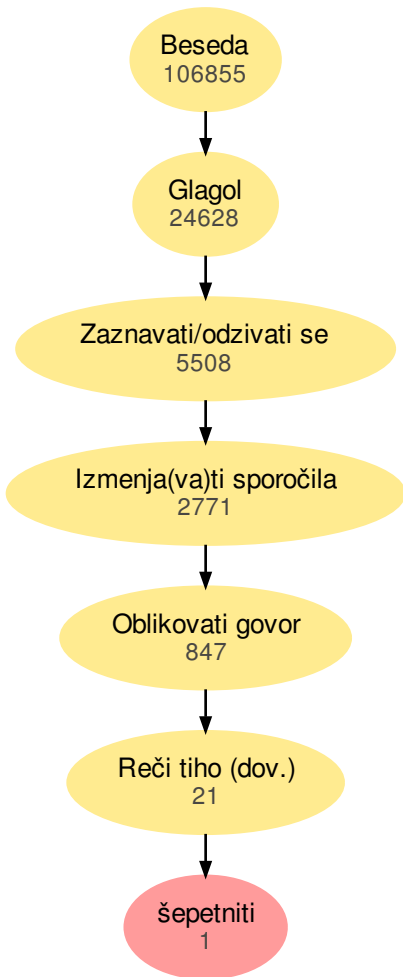 Beseda
106855
Glagol
24628
Zaznavati/odzivati se
5508
Izmenja(va)ti sporočila
2771
Oblikovati govor
847
Reči tiho (dov.)
21
šepetniti
1